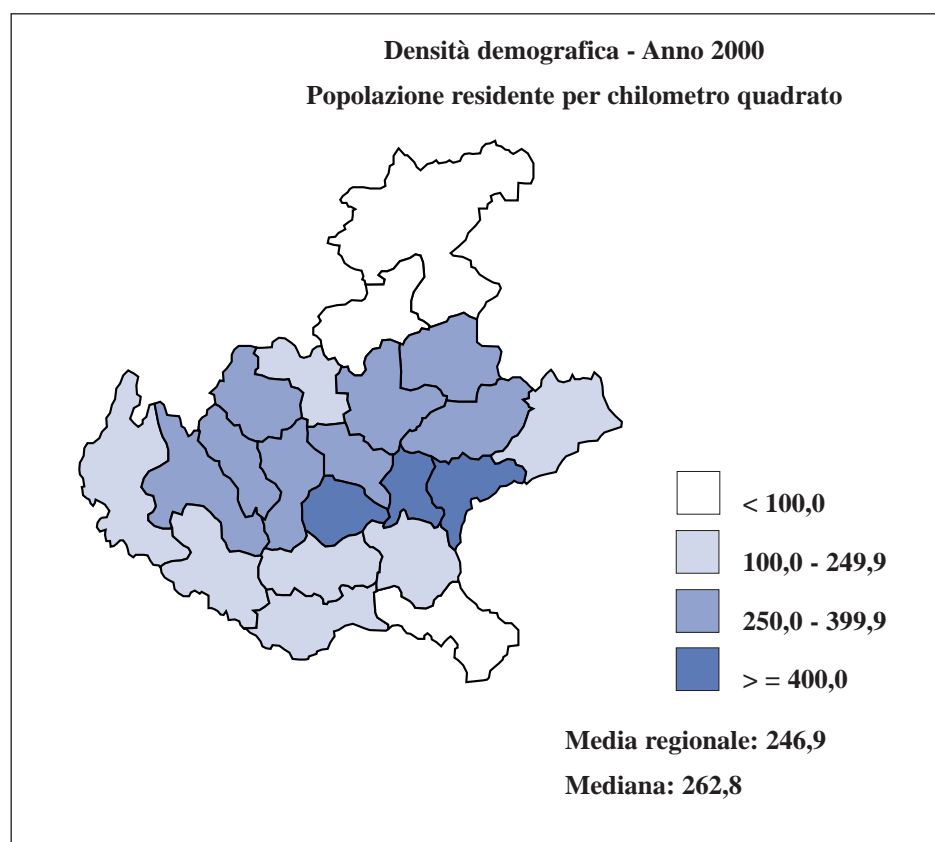 Densità demografica - Anno 2000
Popolazione residente per chilometro quadrato
< 100,0
100,0 - 249,9
250,0 - 399,9
> = 400,0
Media regionale: 246,9
Mediana: 262,8